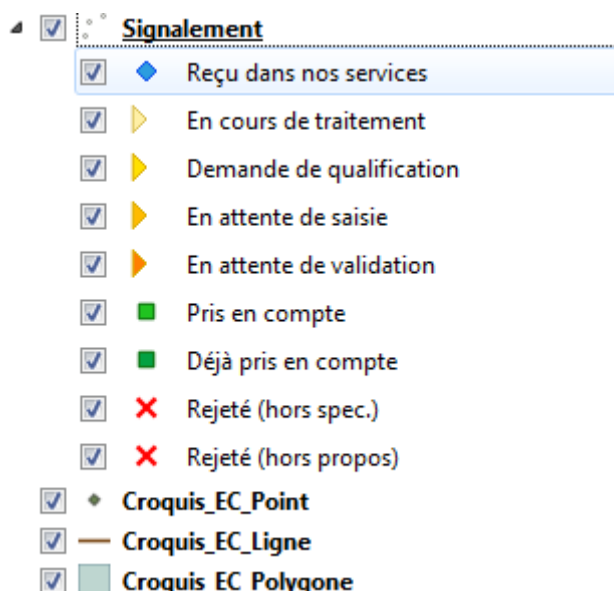 Signalement
Reçu dans nos services
En cours de traitement
Demande de qualification
En attente de saisie
En attente de validation
Pris en compte
Déjà pris en compte
Rejeté (hors spec.)
Rejeté (hors propos)
Croquis_EC_Point
Croquis_EC_Ligne
Croquis_EC_Polygone